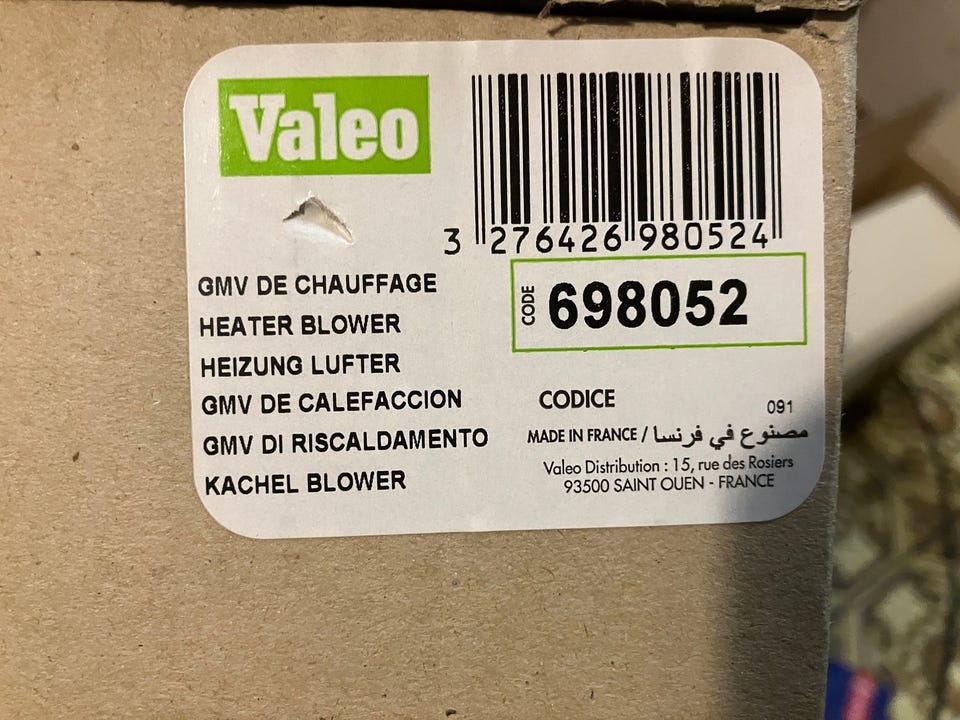 Valeo
3 276426 980524
CODE 698052
GMV DE CHAUFFAGE
HEATER BLOWER
HEIZUNG LUFTER
GMV DE CALEFACCION
GMV DI RISCALDAMENTO
KACHEL BLOWER
CODICE
091
MADE IN FRANCE / مصنوع في فرنسا
Valeo Distribution : 15, rue des Rosiers
93500 SAINT OUEN - FRANCE